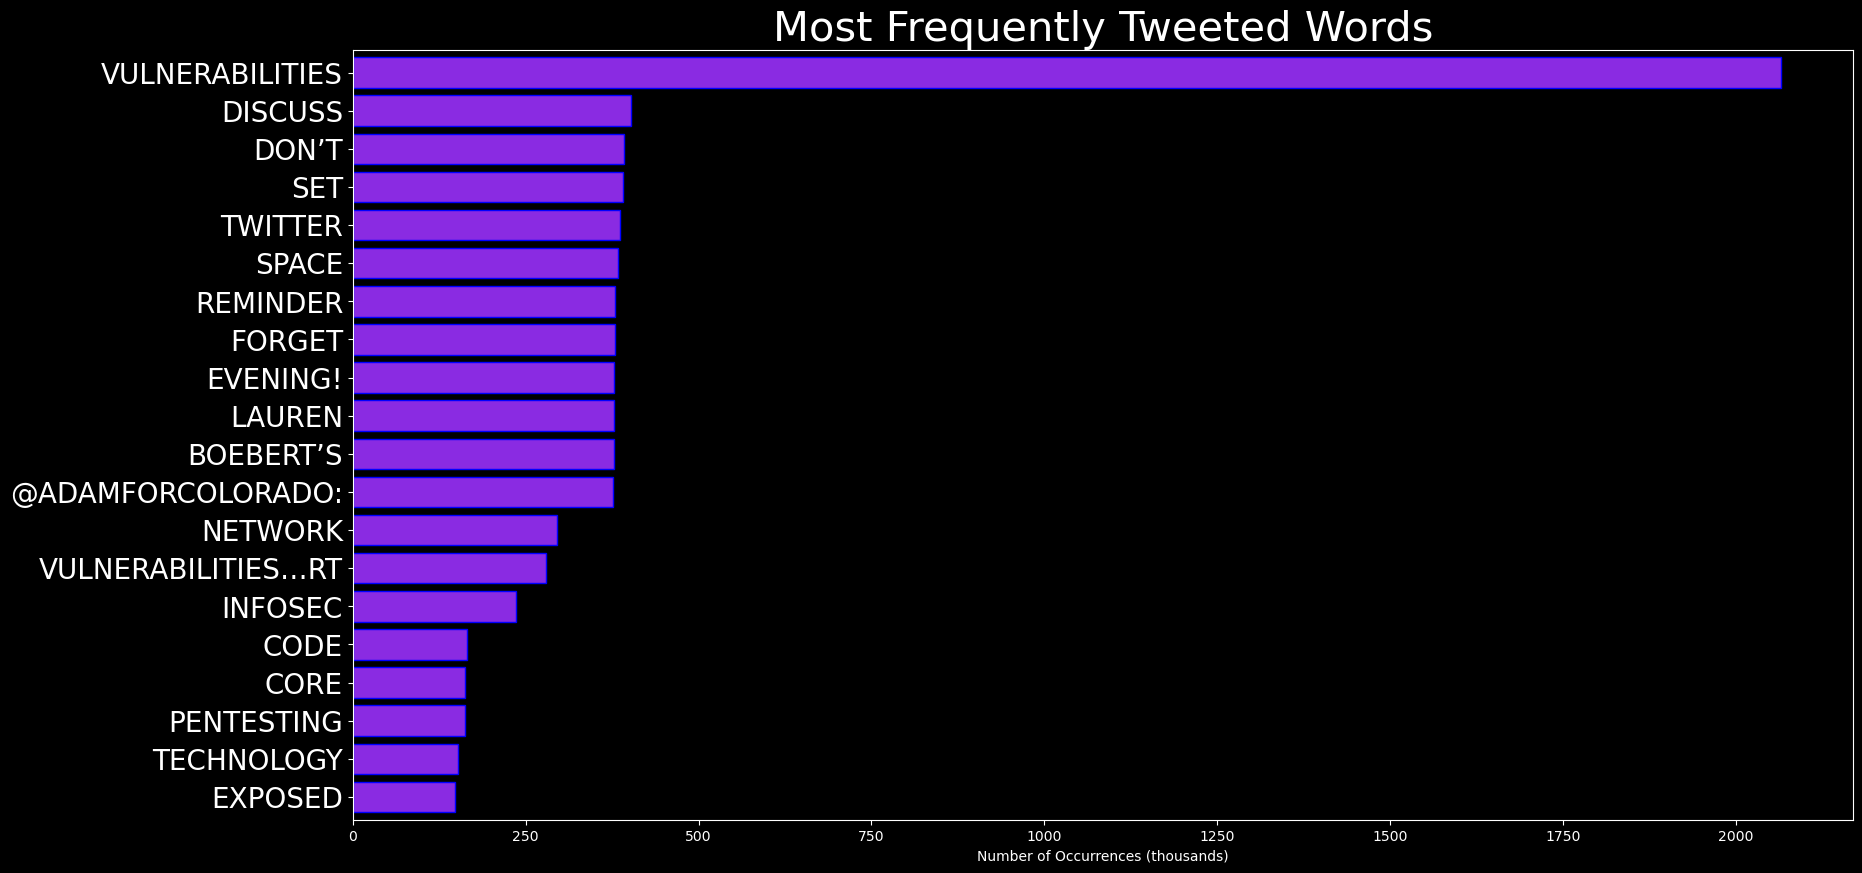 Most Frequently Tweeted Words
VULNERABILITIES
DISCUSS
DON’T
SET
TWITTER
SPACE
REMINDER
FORGET
EVENING!
LAUREN
BOEBERT’S
@ADAMFORCOLORADO:
NETWORK
VULNERABILITIES…RT
INFOSEC
CODE
CORE
PENTESTING
TECHNOLOGY
EXPOSED
0 250 500 750 1000 1250 1500 1750 2000
Number of Occurrences (thousands)